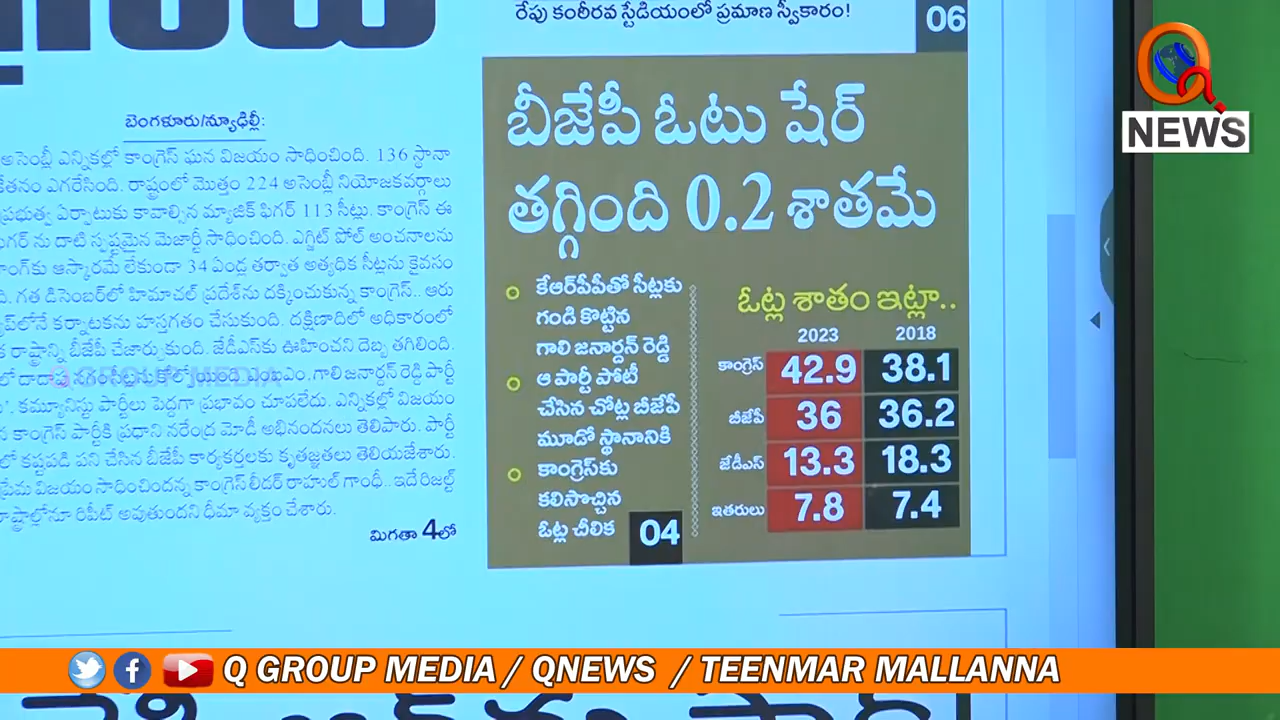 రేపు కంఠీరవ స్టేడియంలో ప్రమాణ స్వీకారం!
06
Q
NEWS
బెంగళూరు/న్యూఢిల్లీ:
అసెంబ్లీ ఎన్నికల్లో కాంగ్రెస్ ఘన విజయం సాధించింది. 136 స్థానా
కేతనం ఎగరేసింది. రాష్ట్రంలో మొత్తం 224 అసెంబ్లీ నియోజకవర్గాలు
ప్రభుత్వ ఏర్పాటుకు కావాల్సిన మ్యాజిక్ ఫిగర్ 113 సీట్లు. కాంగ్రెస్ ఈ
గర్ ను దాటి స్పష్టమైన మెజార్టీ సాధించింది. ఎగ్జిట్ పోల్ అంచనాలను
హంగ్‌కు ఆస్కారమే లేకుండా 34 ఏండ్ల తర్వాత అత్యధిక సీట్లను కైవసం
ది. గత డిసెంబర్‌లో హిమాచల్ ప్రదేశ్‌ను దక్కించుకున్న కాంగ్రెస్.. ఆరు
లోనే కర్నాటకను హస్తగతం చేసుకుంది. దక్షిణాదిలో అధికారంలో
రాష్ట్రాన్ని బీజేపీ చేజార్చుకుంది. జేడీఎస్‌కు ఊహించని దెబ్బ తగిలింది.
గాలి జనార్దన్ రెడ్డి పార్టీ
. కమ్యూనిస్టు పార్టీలు పెద్దగా ప్రభావం చూపలేదు. ఎన్నికల్లో విజయం
న కాంగ్రెస్ పార్టీకి ప్రధాని నరేంద్ర మోడీ అభినందనలు తెలిపారు. పార్టీ
లో కష్టపడి పని చేసిన బీజేపీ కార్యకర్తలకు కృతజ్ఞతలు తెలియజేశారు.
ప్రేమ విజయం సాధించిందన్న కాంగ్రెస్ లీడర్ రాహుల్ గాంధీ.. ఇదే రిజల్ట్
రాష్ట్రాల్లోనూ రిపీట్ అవుతుందని ధీమా వ్యక్తం చేశారు.
మిగతా 4లో
బీజేపీ ఓటు షేర్
తగ్గింది 0.2 శాతమే
కేఆర్‌పీపీతో సీట్లకు
గండి కొట్టిన
గాలి జనార్దన్ రెడ్డి
ఆ పార్టీ పోటీ
చేసిన చోట్ల బీజేపీ
మూడో స్థానానికి
కాంగ్రెస్‌కు
కలిసొచ్చిన
ఓట్ల చీలిక
04
ఓట్ల శాతం ఇట్లా..
2023 2018
కాంగ్రెస్ 42.9 38.1
బీజేపీ 36 36.2
జేడీఎస్ 13.3 18.3
ఇతరులు 7.8 7.4
Q GROUP MEDIA / QNEWS / TEENMAR MALLANNA